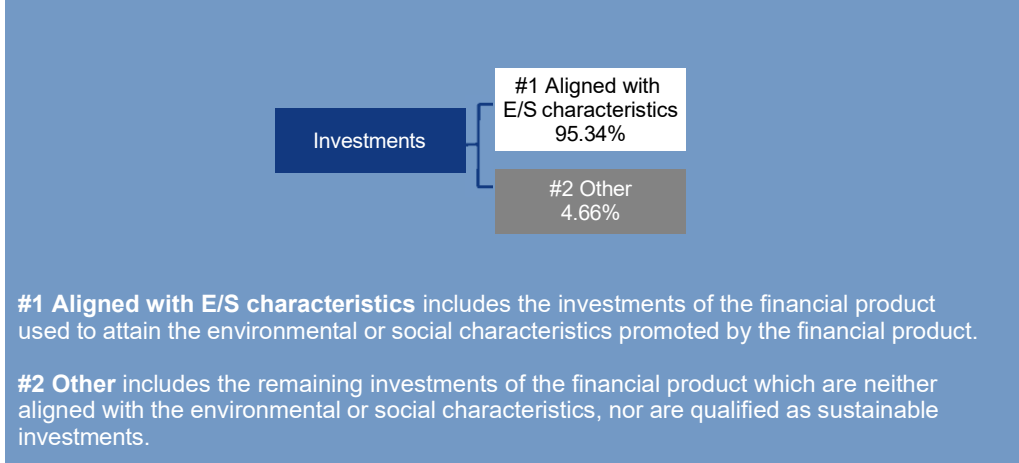 Investments
#1 Aligned with
E/S characteristics
95.34%
#2 Other
4.66%
#1 Aligned with E/S characteristics includes the investments of the financial product
used to attain the environmental or social characteristics promoted by the financial product.
#2 Other includes the remaining investments of the financial product which are neither
aligned with the environmental or social characteristics, nor are qualified as sustainable
investments.